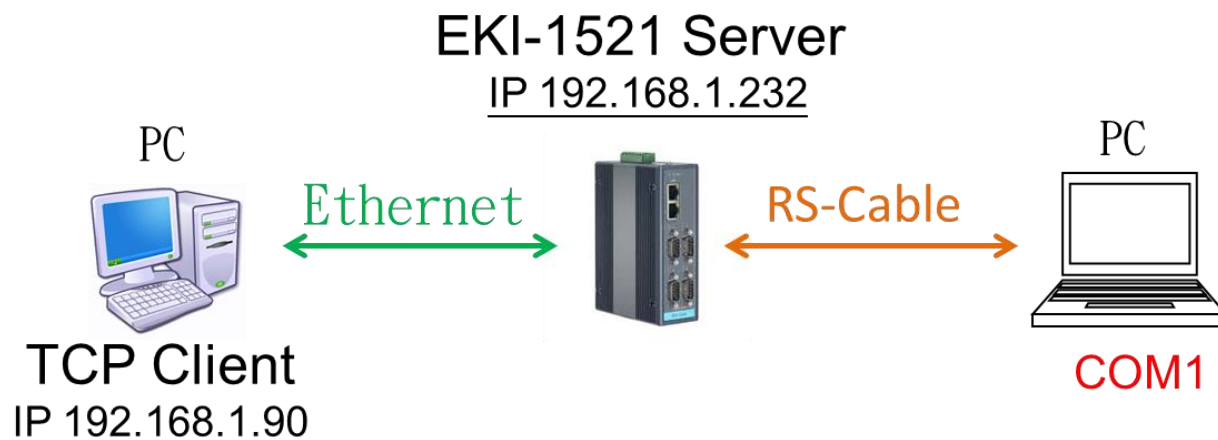 EKI-1521 Server
IP 192.168.1.232
PC
PC
Ethernet
RS-Cable
TCP Client
IP 192.168.1.90
COM1